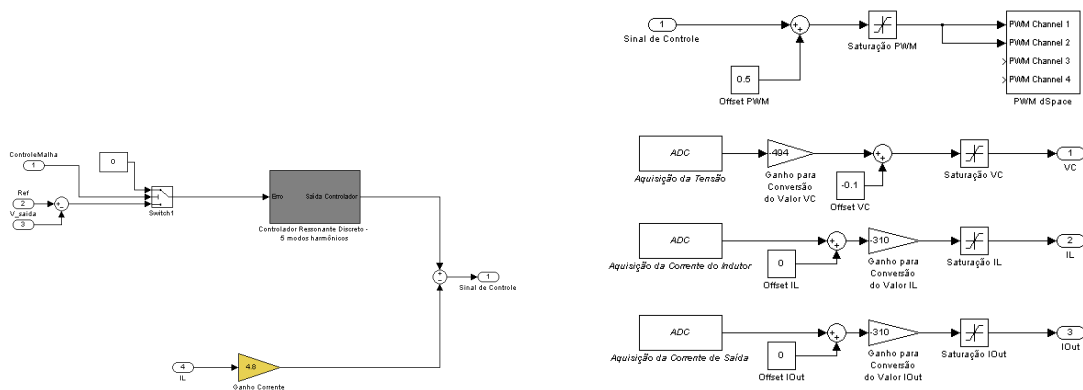 ControleMalha
1
0
Ref
2
V_saida
3
Switch1
Erro
Saída Controlador
Controlador Ressonante Discreto -
5 modos harmônicos
1
Sinal de Controle
4
IL
4.8
Ganho Corrente
1
Sinal de Controle
0.5
Offset PWM
Saturação PWM
PWM Channel 1
PWM Channel 2
PWM Channel 3
PWM Channel 4
PWM dSpace
ADC
Aquisição da Tensão
-494
Ganho para
Conversão
do Valor VC
-0.1
Offset VC
Saturação VC
1
VC
ADC
Aquisição da Corrente do Indutor
0
Offset IL
-310
Ganho para
Conversão
do Valor IL
Saturação IL
2
IL
ADC
Aquisição da Corrente de Saída
0
Offset IOut
-310
Ganho para
Conversão
do Valor IOut
Saturação IOut
3
IOut